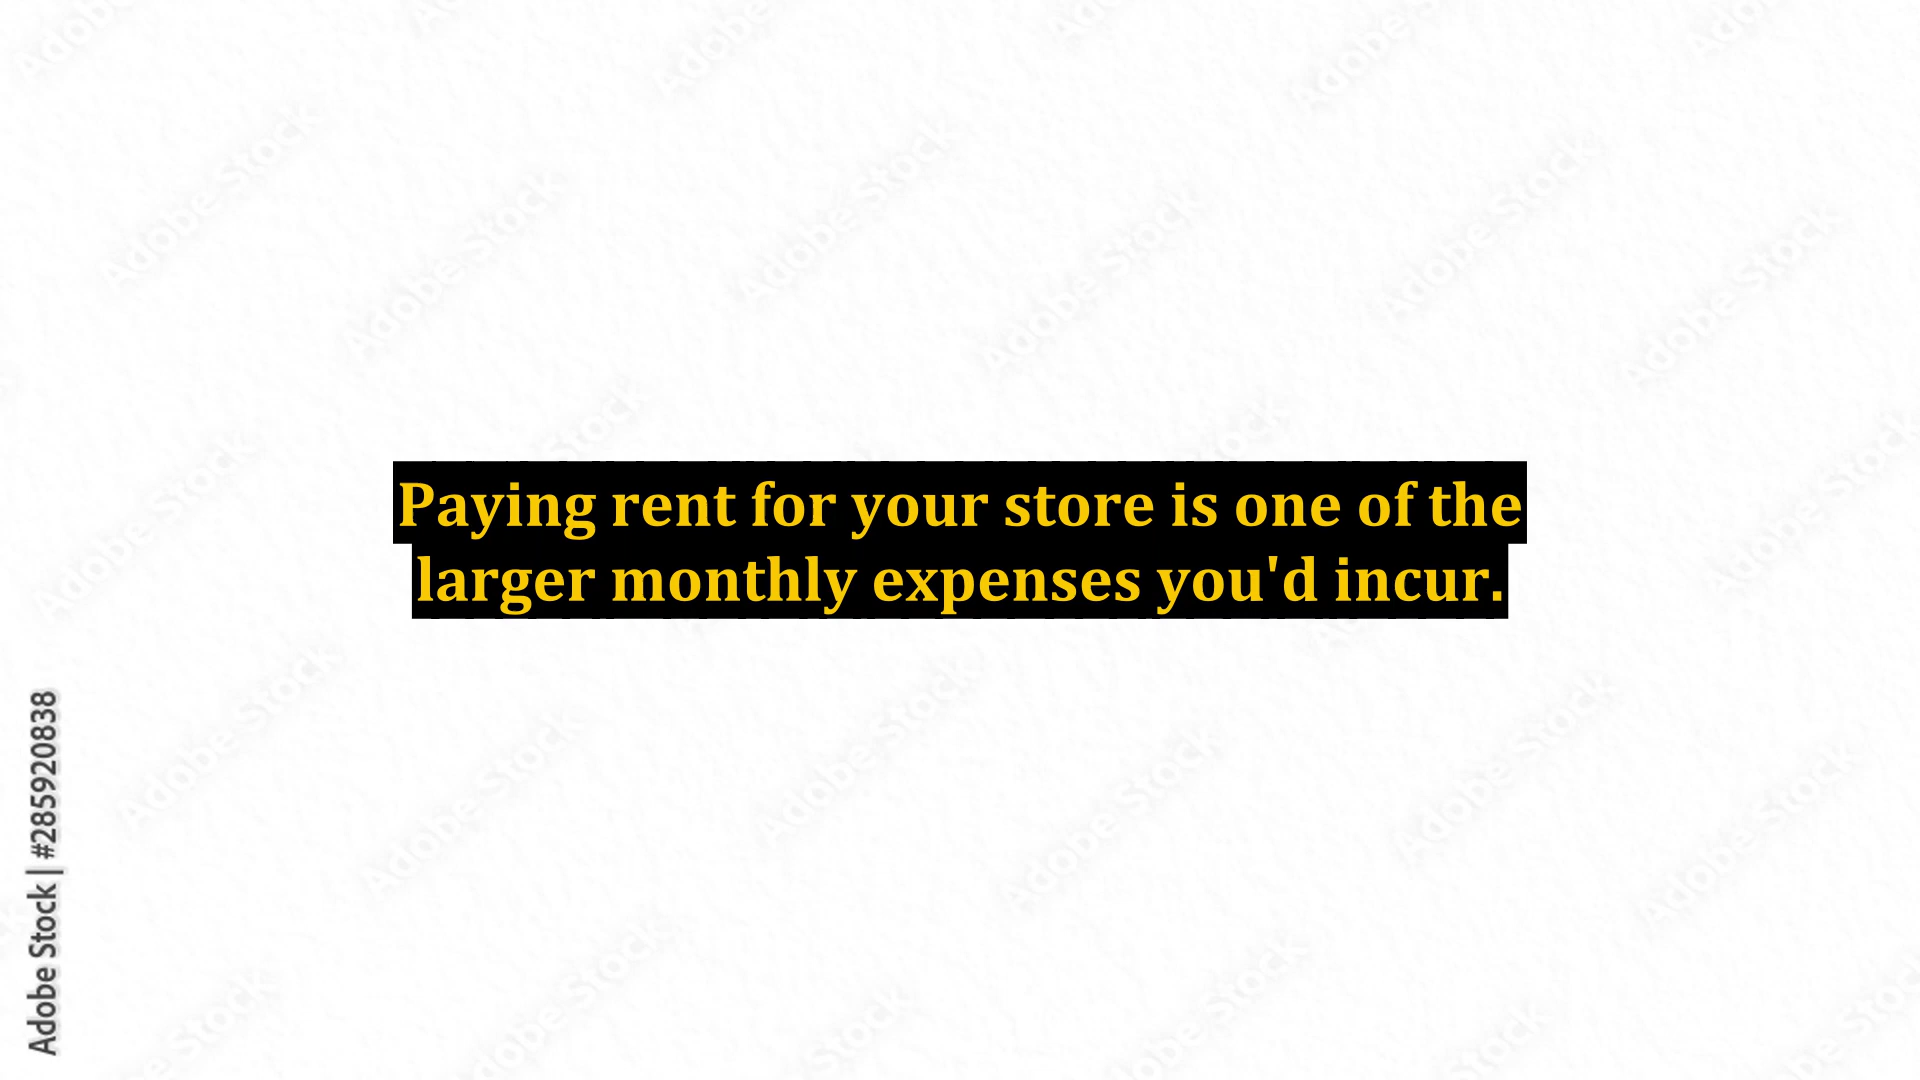 Paying rent for your store is one of the
larger monthly expenses you'd incur.
Adobe Stock | #285920838